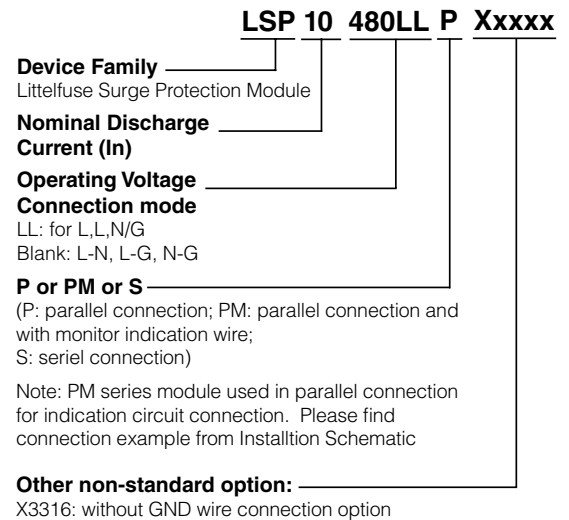 LSP 10 480LL P Xxxxx
Device Family
Littelfuse Surge Protection Module
Nominal Discharge
Current (In)
Operating Voltage
Connection mode
LL: for L,L,N/G
Blank: L-N, L-G, N-G
P or PM or S
(P: parallel connection; PM: parallel connection and
with monitor indication wire;
S: seriel connection)
Note: PM series module used in parallel connection
for indication circuit connection. Please find
connection example from Installtion Schematic
Other non-standard option:
X3316: without GND wire connection option